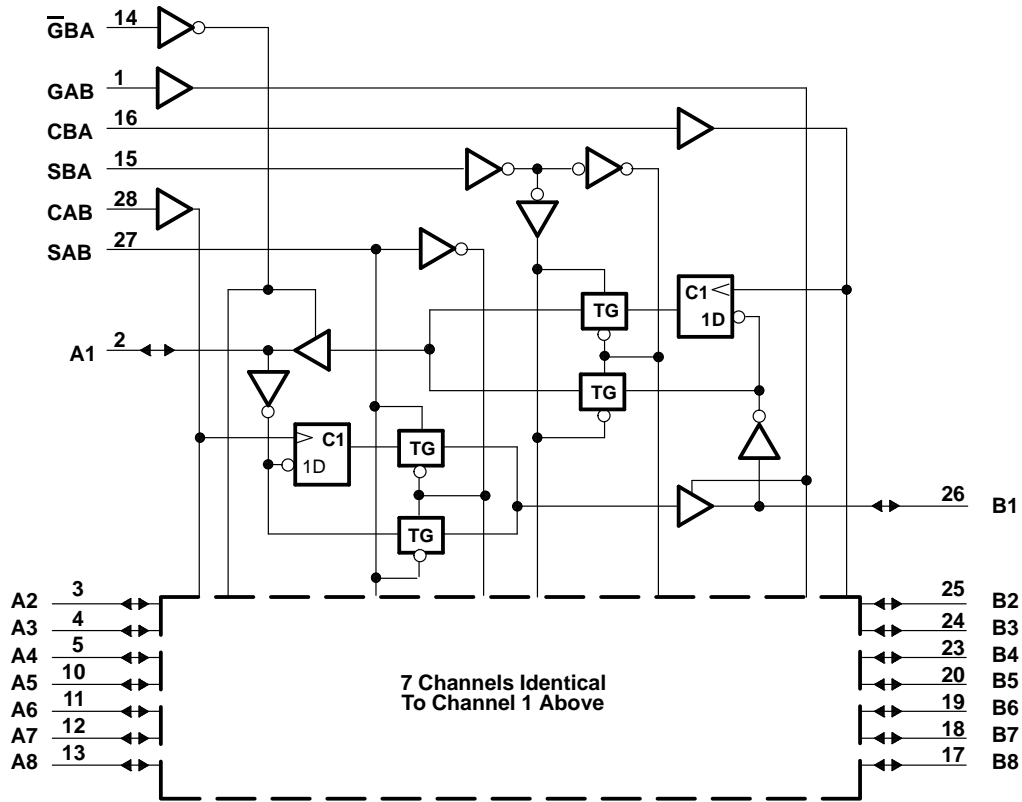 G̅BA 14
GAB 1
CBA 16
SBA 15
CAB 28
SAB 27
C1
1D
TG
A1 2
TG
C1
1D
TG
TG
26 B1
A2 3
25 B2
A3 4
24 B3
A4 5
23 B4
A5 10
20 B5
7 Channels Identical
To Channel 1 Above
A6 11
19 B6
A7 12
18 B7
A8 13
17 B8